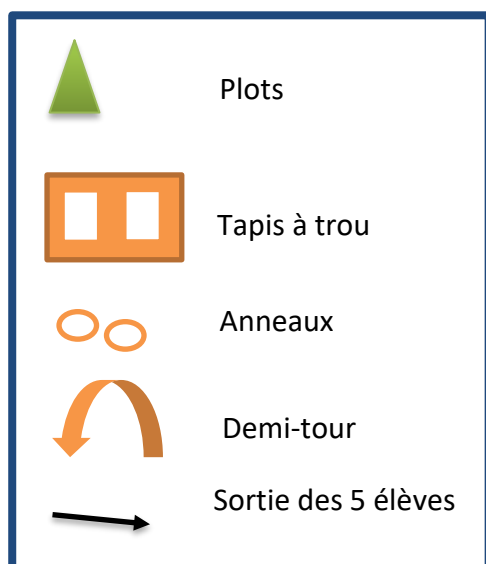 Plots
Tapis à trou
Anneaux
Demi-tour
Sortie des 5 élèves